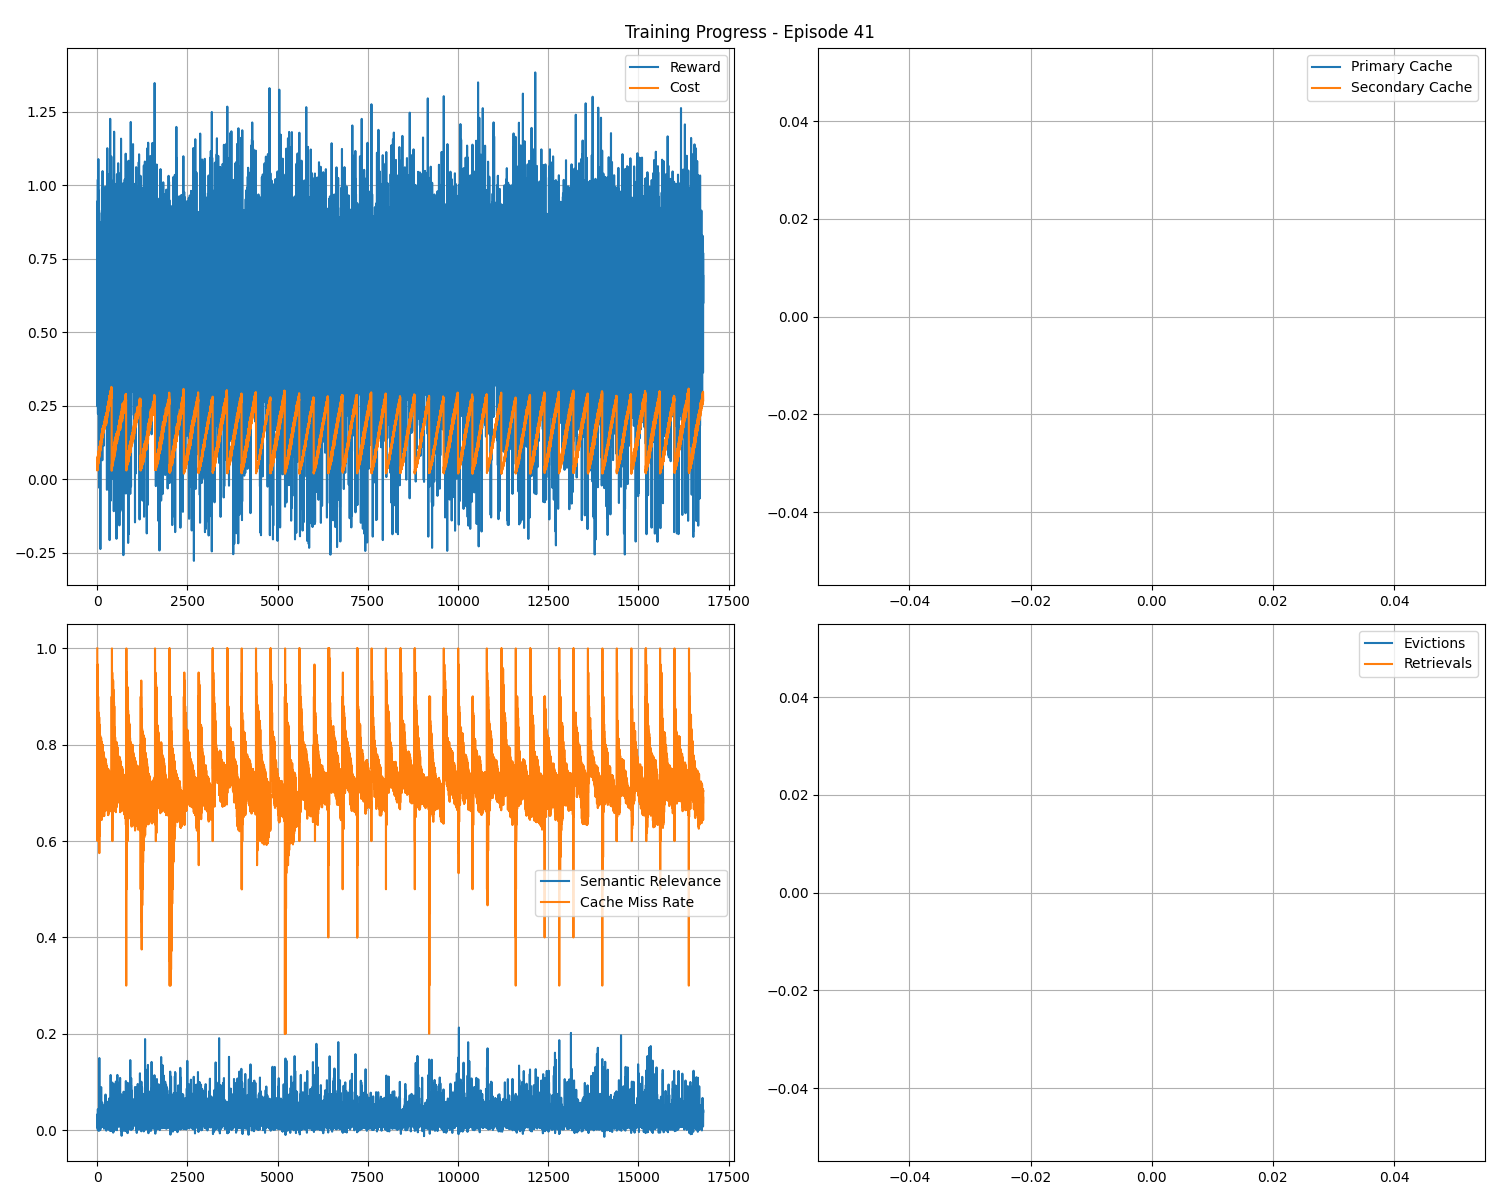 Training Progress - Episode 41
Reward
Cost
1.25
1.00
0.75
0.50
0.25
0.00
−0.25
0 2500 5000 7500 10000 12500 15000 17500
Primary Cache
Secondary Cache
0.04
0.02
0.00
−0.02
−0.04
−0.04 −0.02 0.00 0.02 0.04
1.0
0.8
0.6
0.4
0.2
0.0
Semantic Relevance
Cache Miss Rate
0 2500 5000 7500 10000 12500 15000 17500
Evictions
Retrievals
0.04
0.02
0.00
−0.02
−0.04
−0.04 −0.02 0.00 0.02 0.04